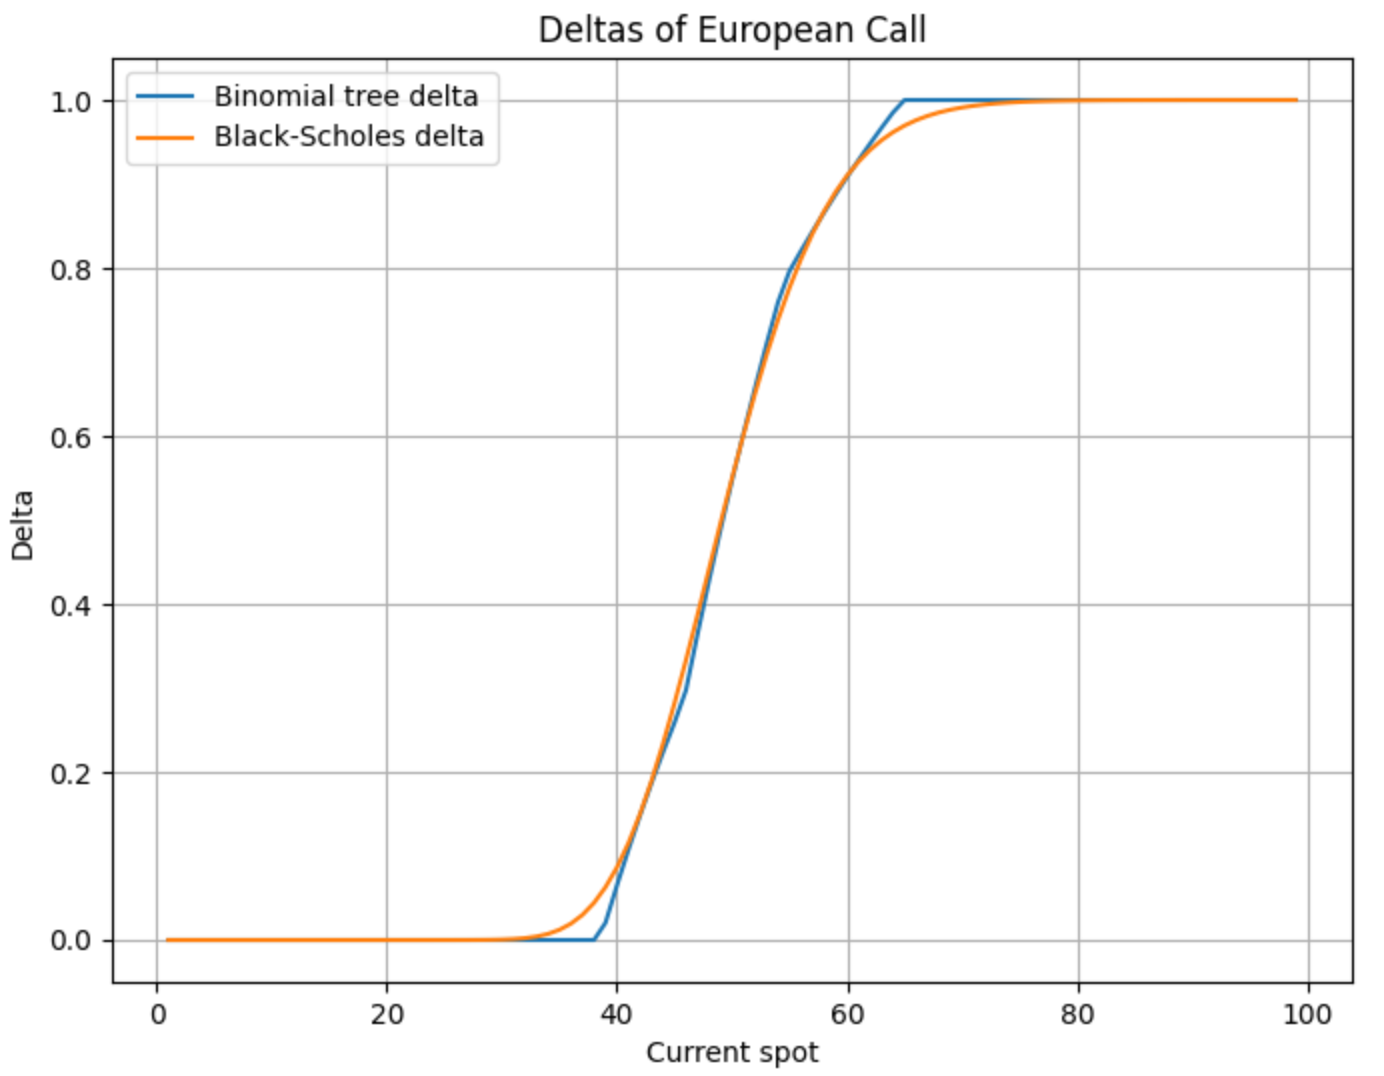 Deltas of European Call
Binomial tree delta
Black-Scholes delta
1.0
0.8
0.6
0.4
0.2
0.0
Delta
0 20 40 60 80 100
Current spot